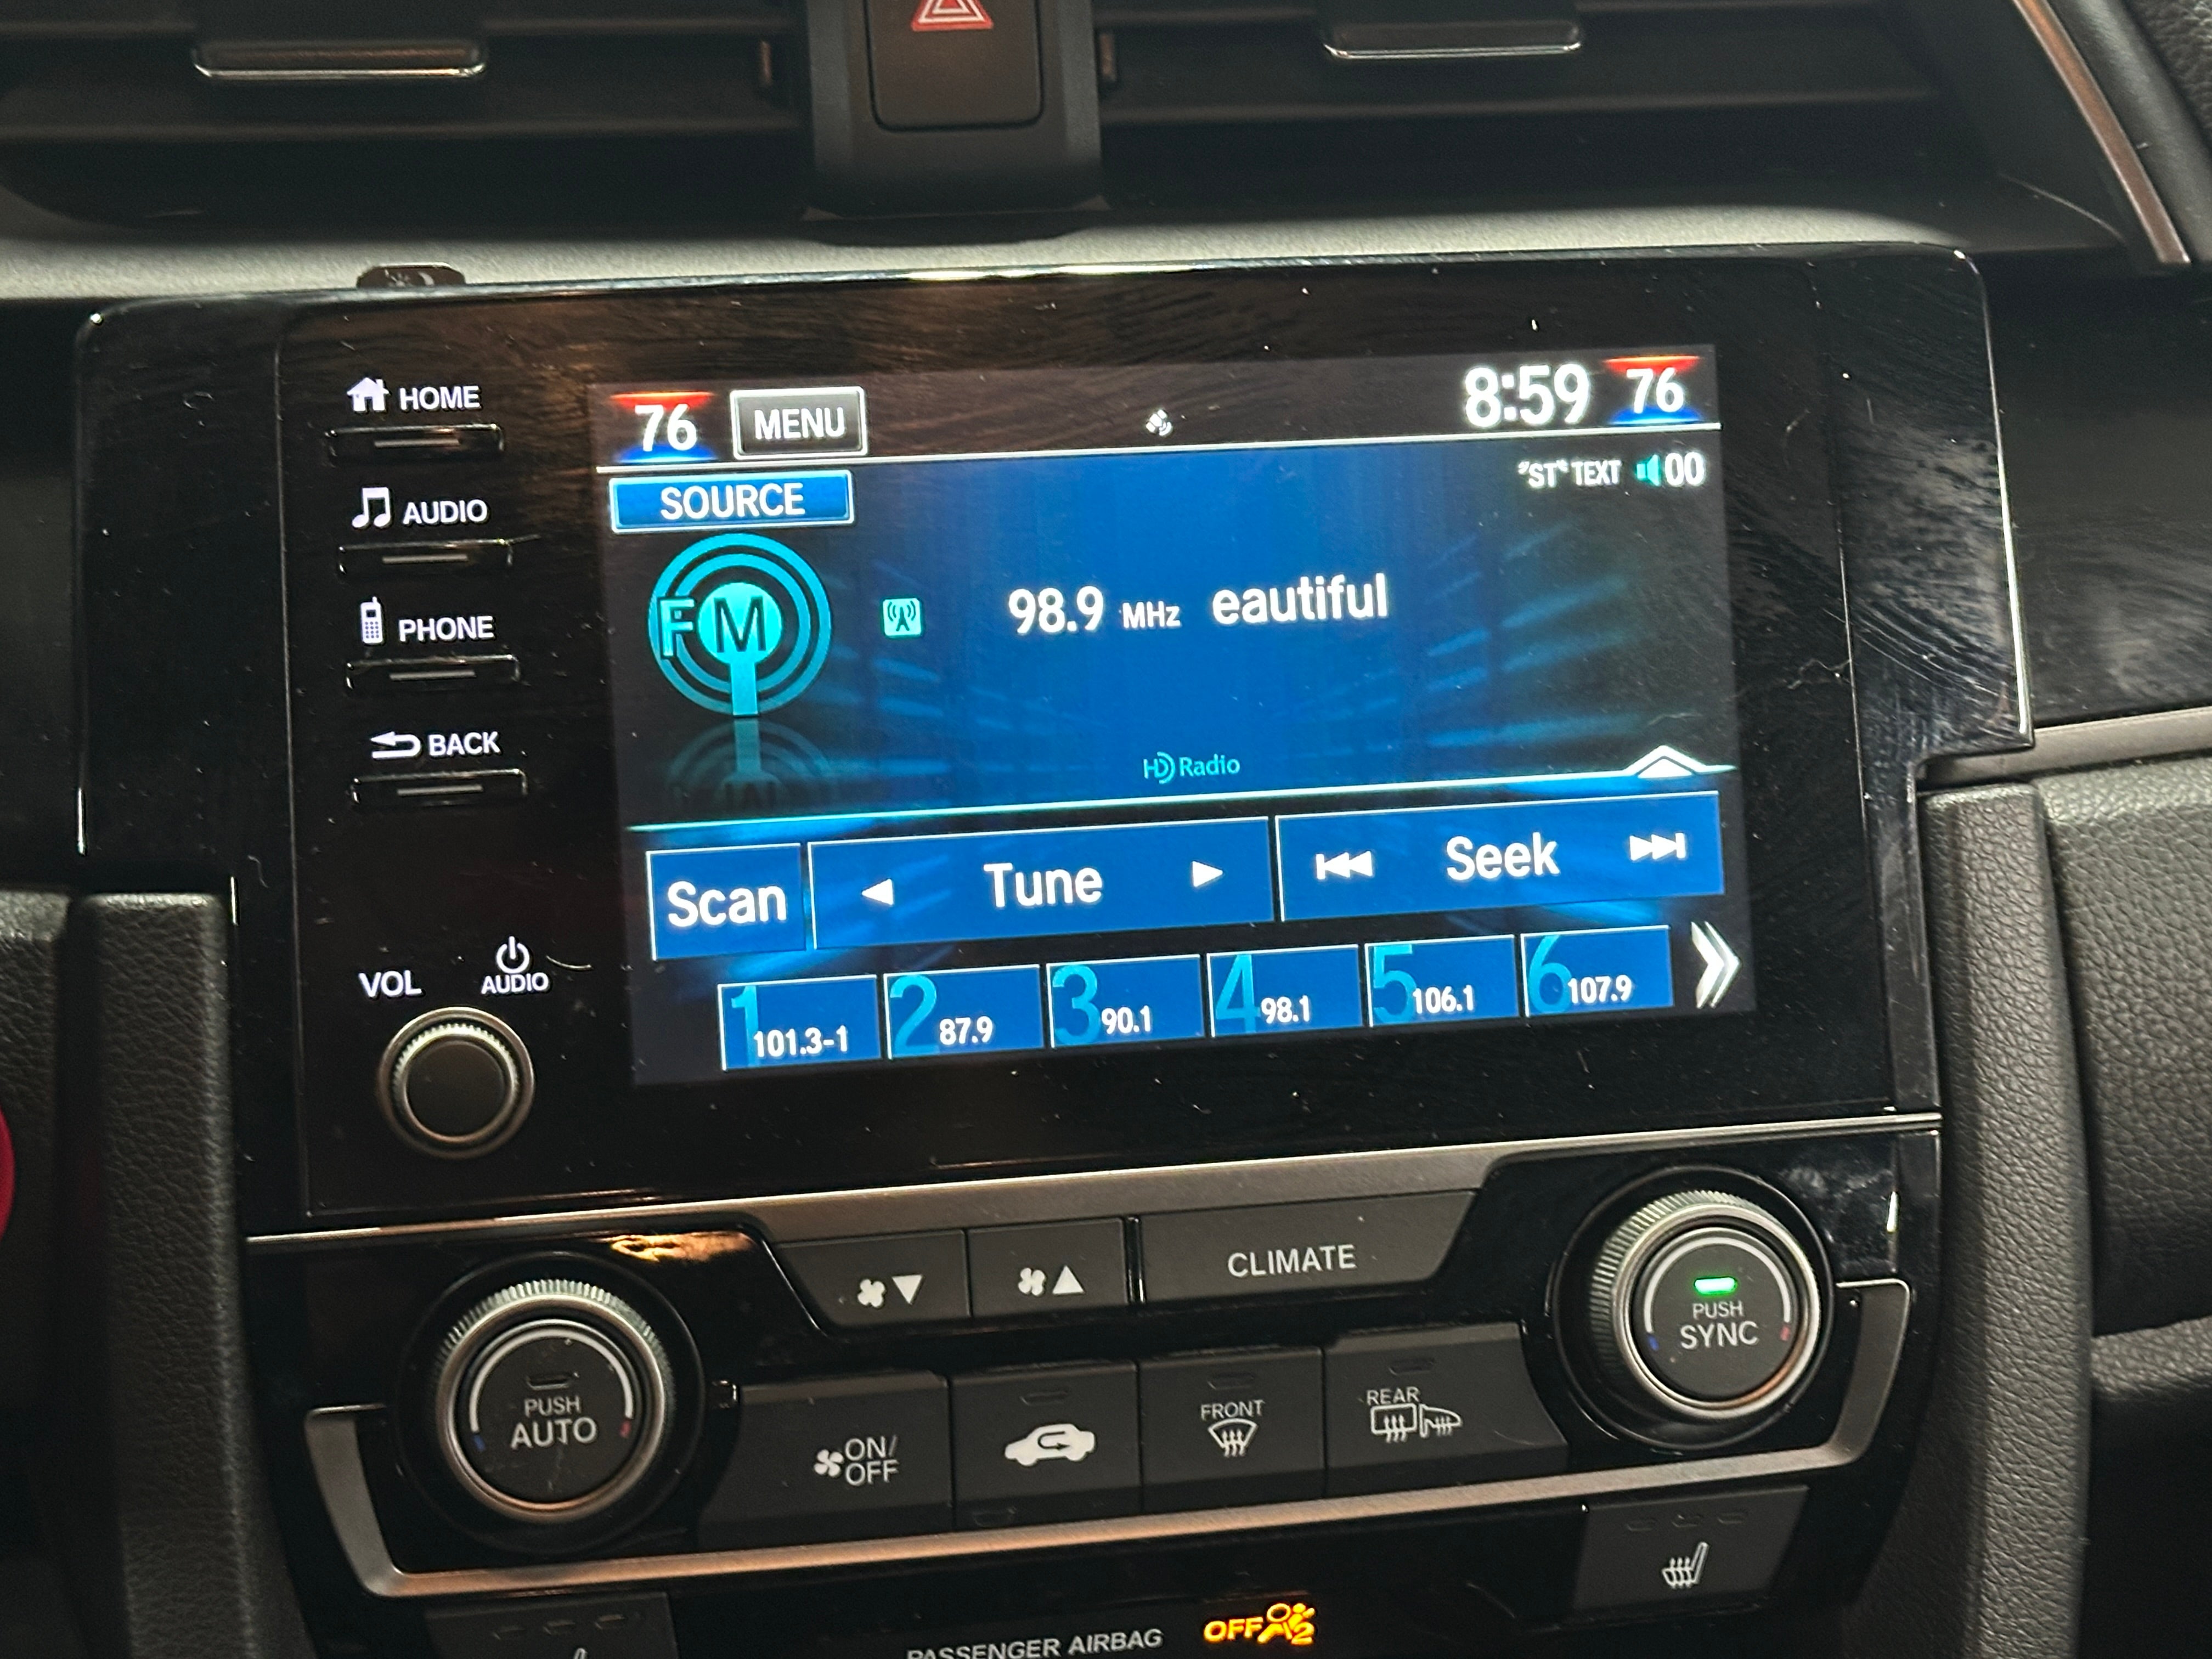 HOME
AUDIO
PHONE
BACK
VOL
AUDIO
76
MENU
8:59
76
SOURCE
"ST" TEXT 00
FM
98.9 MHz eautiful
HD Radio
Scan
Tune
Seek
1 101.3-1
2 87.9
3 90.1
4 98.1
5 106.1
6 107.9
CLIMATE
PUSH
SYNC
PUSH
AUTO
ON/
OFF
FRONT
REAR
PASSENGER AIRBAG
OFF 2